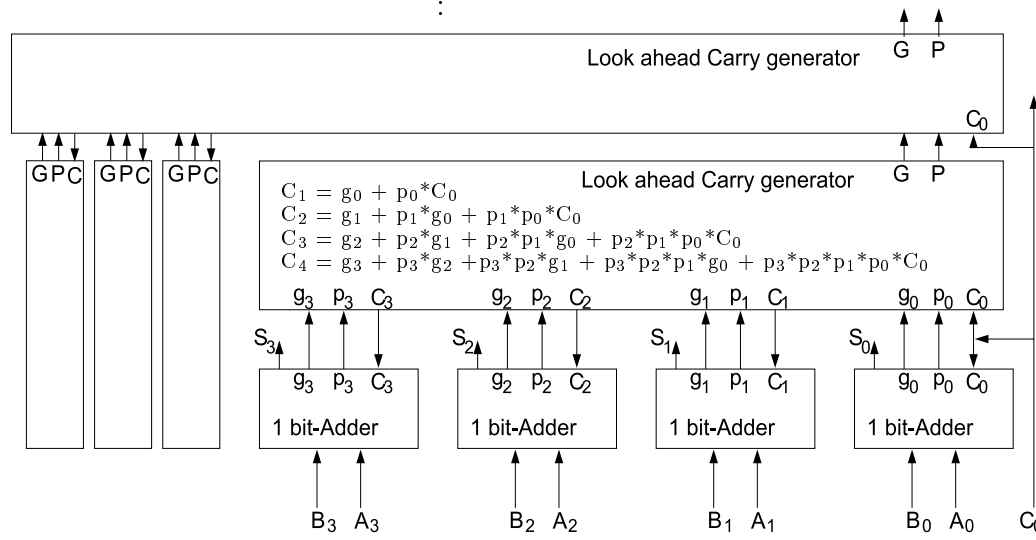 ⋮
Look ahead Carry generator G P
C₀
G P C G P C G P C
Look ahead Carry generator G P
C₁ = g₀ + p₀*C₀
C₂ = g₁ + p₁*g₀ + p₁*p₀*C₀
C₃ = g₂ + p₂*g₁ + p₂*p₁*g₀ + p₂*p₁*p₀*C₀
C₄ = g₃ + p₃*g₂ +p₃*p₂*g₁ + p₃*p₂*p₁*g₀ + p₃*p₂*p₁*p₀*C₀
g₃ p₃ C₃ g₂ p₂ C₂ g₁ p₁ C₁ g₀ p₀ C₀
S₃ S₂ S₁ S₀
g₃ p₃ C₃ g₂ p₂ C₂ g₁ p₁ C₁ g₀ p₀ C₀
1 bit-Adder 1 bit-Adder 1 bit-Adder 1 bit-Adder
B₃ A₃ B₂ A₂ B₁ A₁ B₀ A₀ C₀